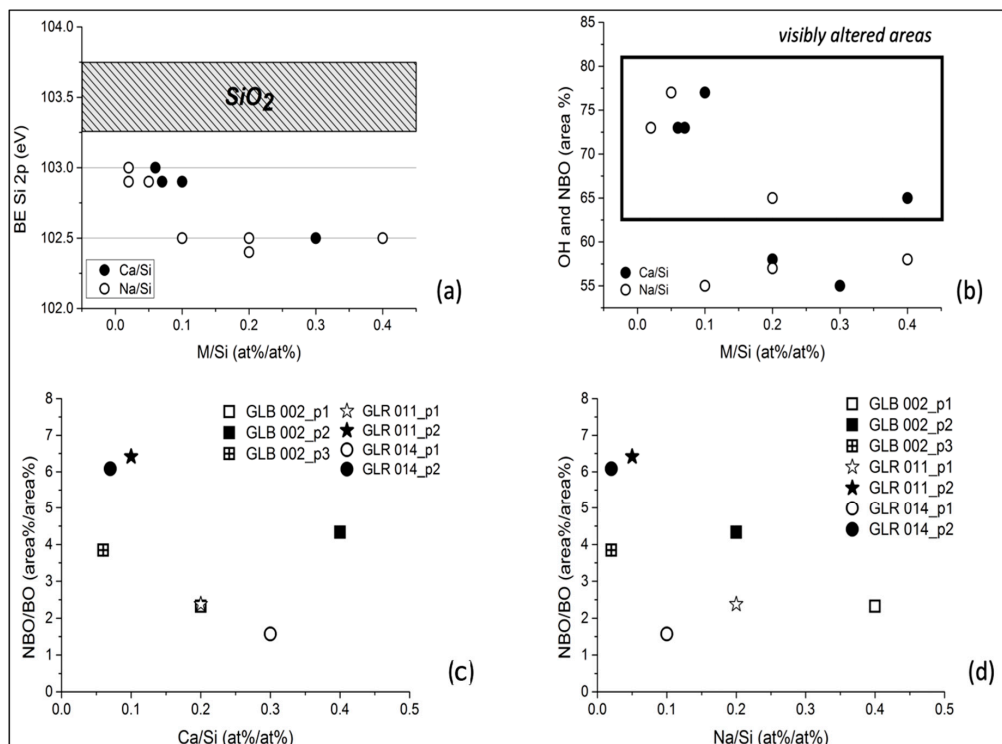 104.0
103.5
103.0
102.5
102.0
BE Si 2p (eV)
SiO2
Ca/Si
Na/Si
(a)
0.0 0.1 0.2 0.3 0.4
M/Si (at%/at%)
85
80
75
70
65
60
55
OH and NBO (area %)
visibly altered areas
Ca/Si
Na/Si
(b)
0.0 0.1 0.2 0.3 0.4
M/Si (at%/at%)
8
7
6
5
4
3
2
1
0
NBO/BO (area%/area%)
GLB 002_p1
GLB 002_p2
GLB 002_p3
GLR 011_p1
GLR 011_p2
GLR 014_p1
GLR 014_p2
(c)
0.0 0.1 0.2 0.3 0.4 0.5
Ca/Si (at%/at%)
8
7
6
5
4
3
2
1
0
NBO/BO (area%/area%)
GLB 002_p1
GLB 002_p2
GLB 002_p3
GLR 011_p1
GLR 011_p2
GLR 014_p1
GLR 014_p2
(d)
0.0 0.1 0.2 0.3 0.4 0.5
Na/Si (at%/at%)